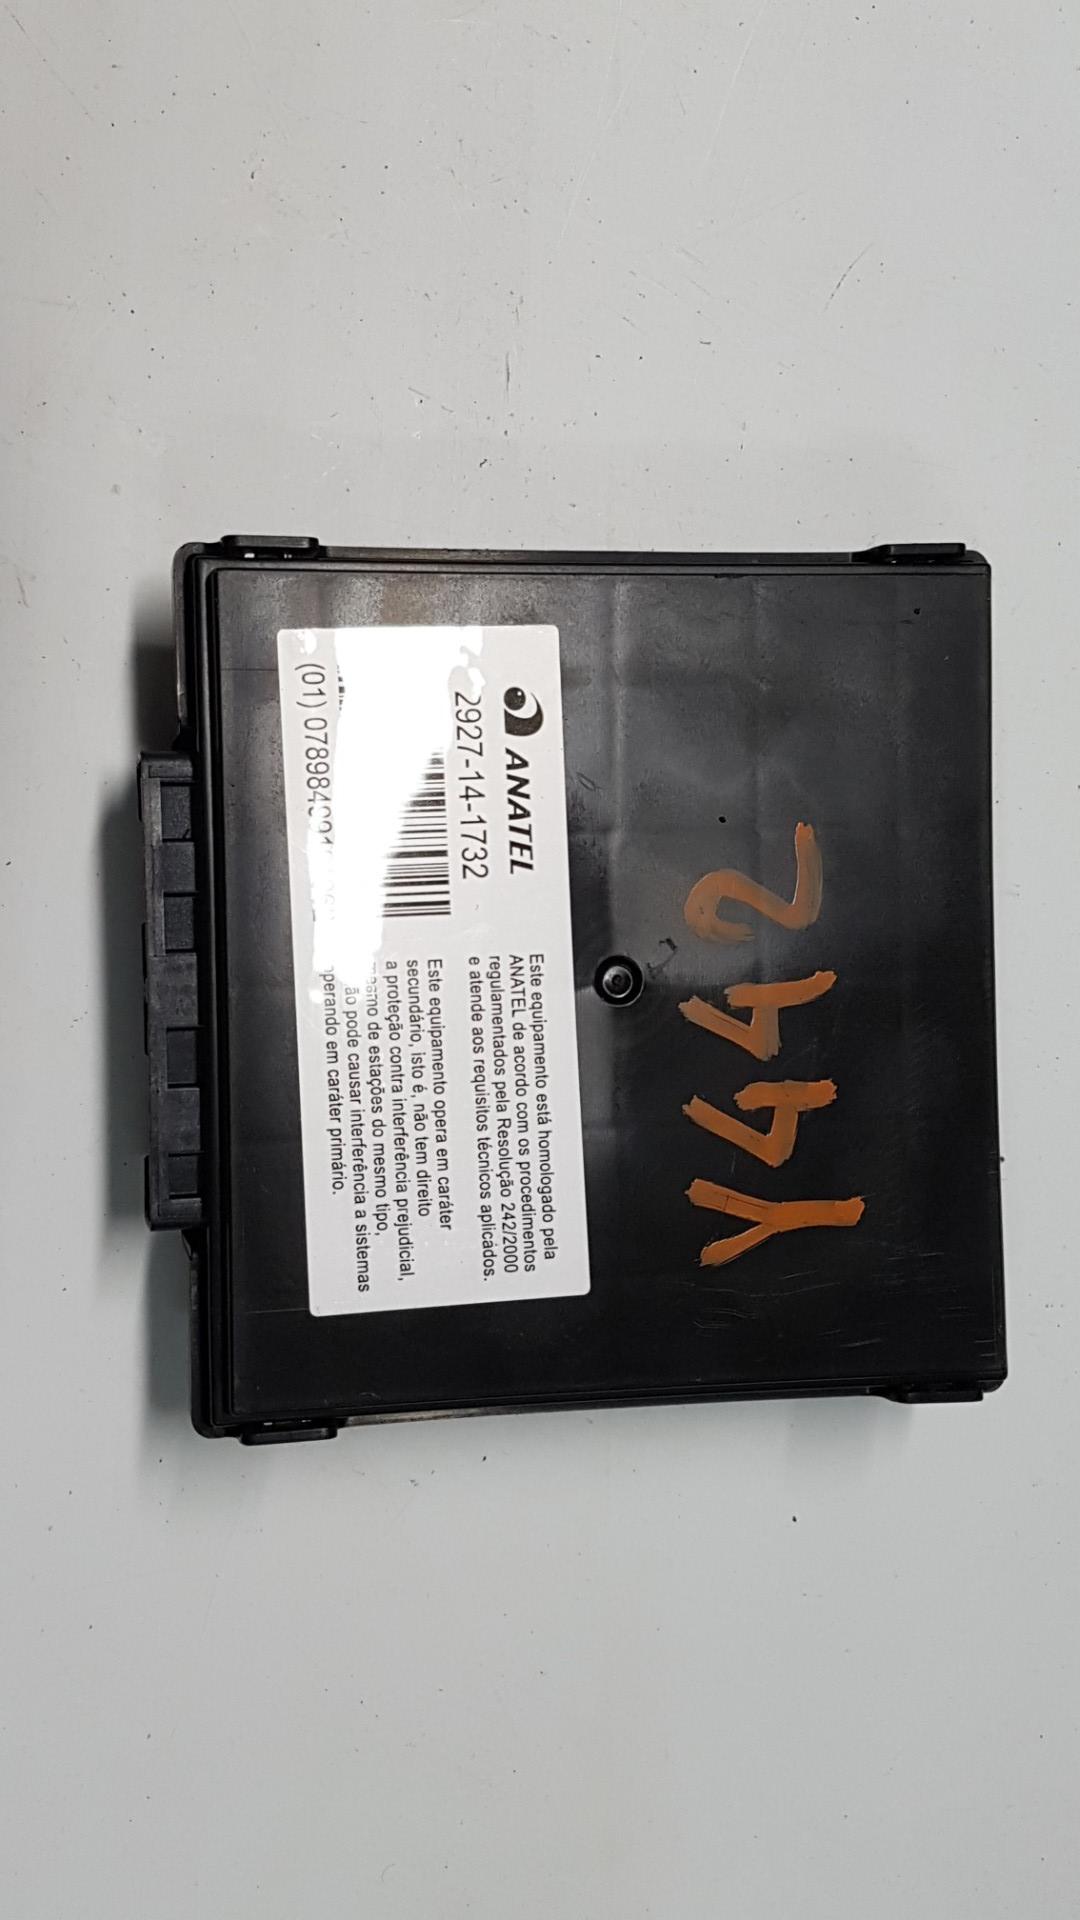 ANATEL
2927-14-1732
(01)
Este equipamento está homologado pela
ANATEL de acordo com os procedimentos
regulamentados pela Resolução 242/2000
e atende aos requisitos técnicos aplicados.
Este equipamento opera em caráter
secundário, isto é, não tem direito
a proteção contra interferência prejudicial,
de estações do mesmo tipo,
pode causar interferência a sistemas
em caráter primário.
Y442